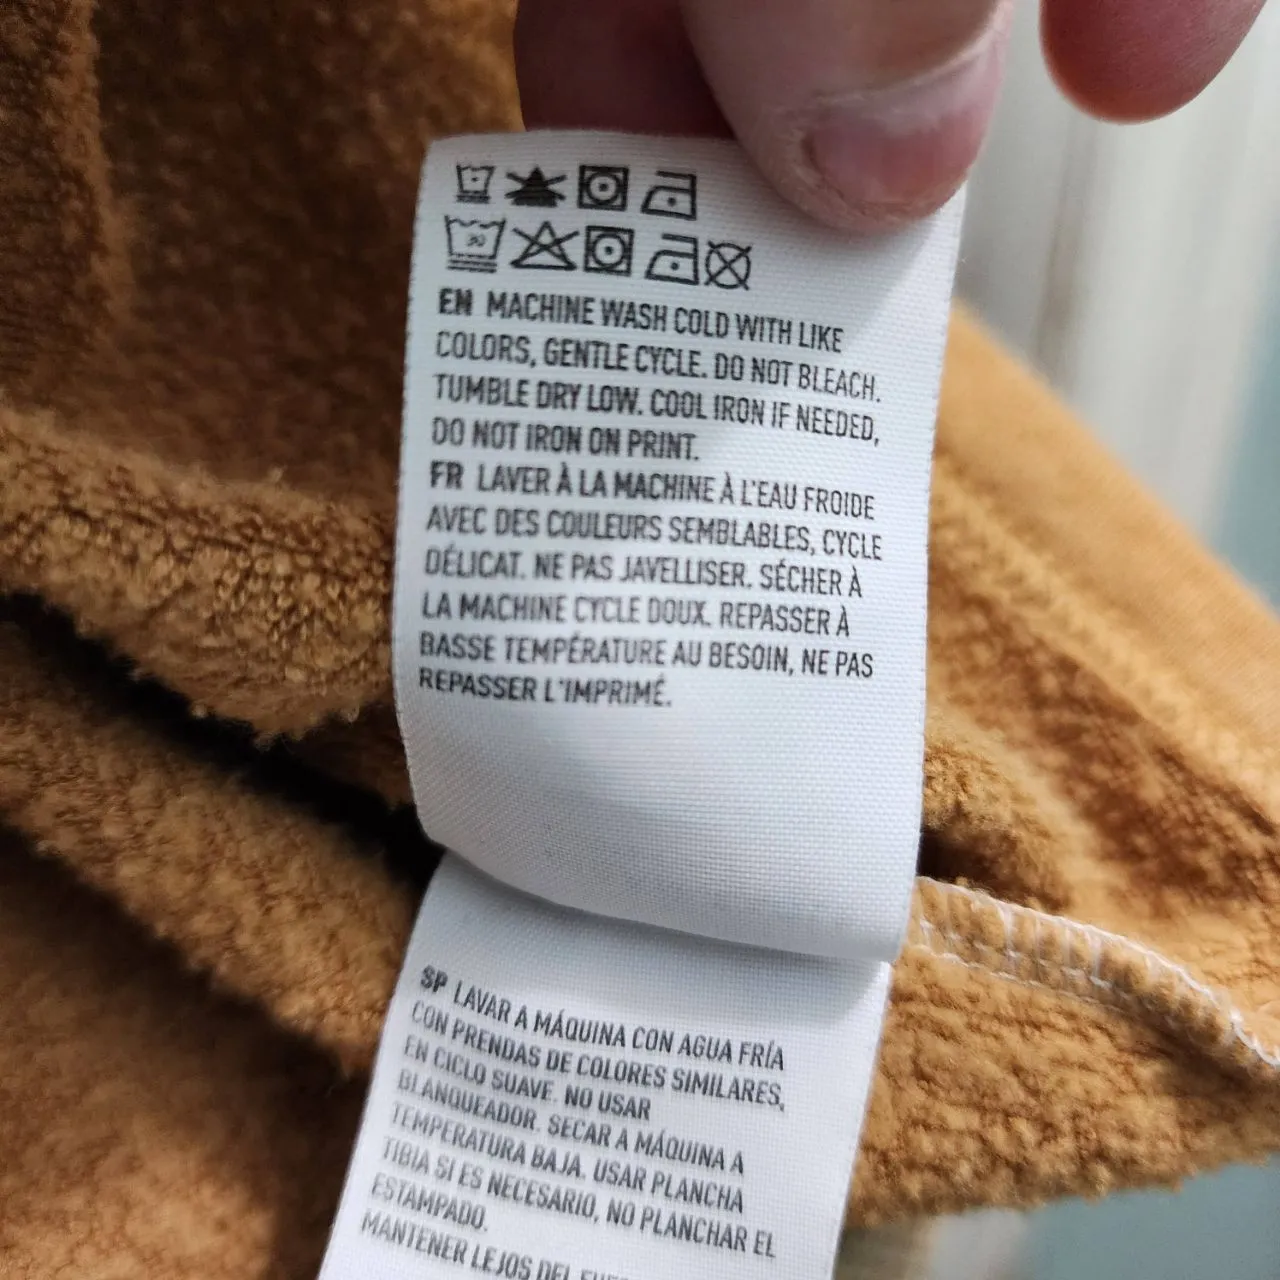 30
EN MACHINE WASH COLD WITH LIKE
COLORS, GENTLE CYCLE. DO NOT BLEACH.
TUMBLE DRY LOW. COOL IRON IF NEEDED,
DO NOT IRON ON PRINT.
FR LAVER À LA MACHINE À L'EAU FROIDE
AVEC DES COULEURS SEMBLABLES, CYCLE
DÉLICAT. NE PAS JAVELLISER. SÉCHER À
LA MACHINE CYCLE DOUX. REPASSER À
BASSE TEMPÉRATURE AU BESOIN, NE PAS
REPASSER L'IMPRIMÉ.
SP LAVAR A MÁQUINA CON AGUA FRÍA
CON PRENDAS DE COLORES SIMILARES,
EN CICLO SUAVE. NO USAR
BLANQUEADOR. SECAR A MÁQUINA A
TEMPERATURA BAJA. USAR PLANCHA
TIBIA SI ES NECESARIO, NO PLANCHAR EL
ESTAMPADO.
MANTENER LEJOS DEL